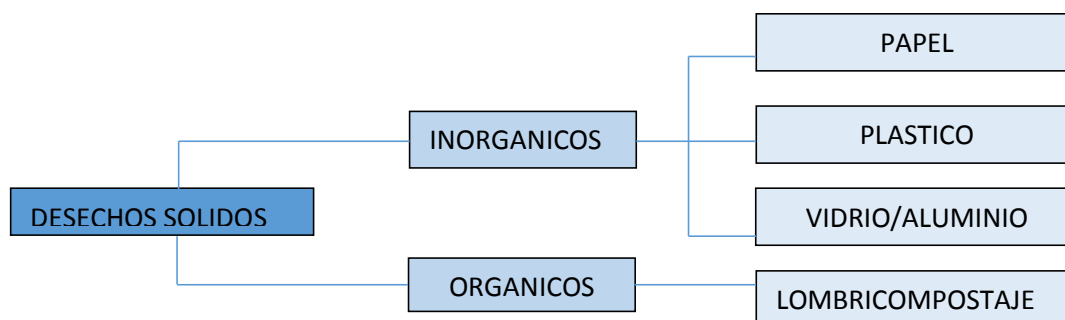 PAPEL
INORGANICOS
PLASTICO
DESECHOS SOLIDOS
VIDRIO/ALUMINIO
ORGANICOS
LOMBRICOMPOSTAJE